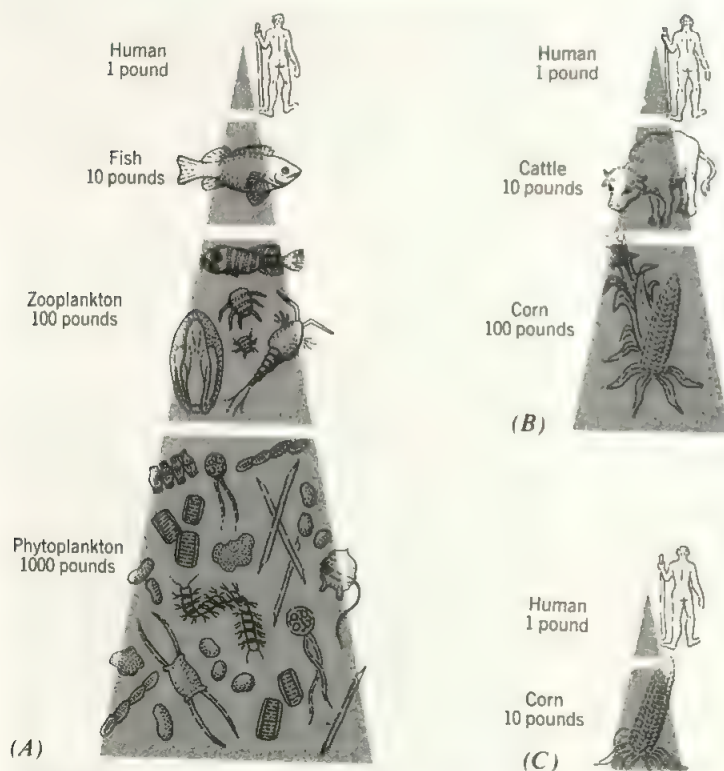 Human
1 pound
Fish
10 pounds
Zooplankton
100 pounds
Phytoplankton
1000 pounds
(A)
Human
1 pound
Cattle
10 pounds
Corn
100 pounds
(B)
Human
1 pound
Corn
10 pounds
(C)